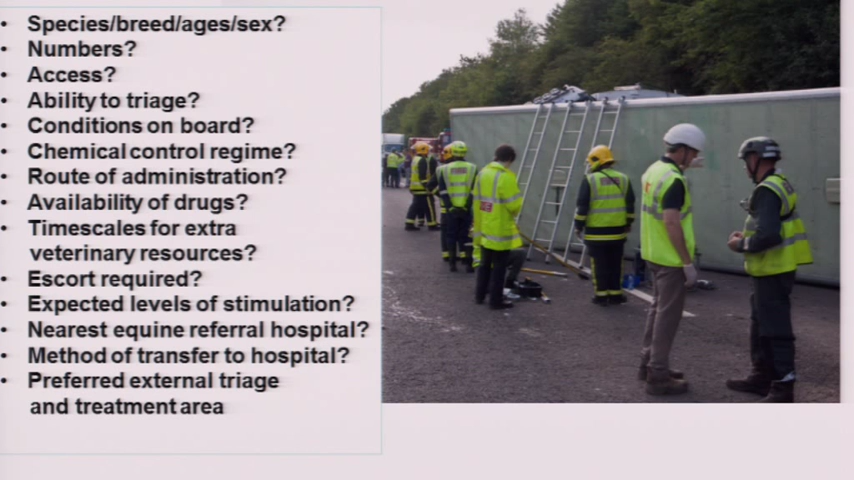 • Species/breed/ages/sex?
• Numbers?
• Access?
• Ability to triage?
• Conditions on board?
• Chemical control regime?
• Route of administration?
• Availability of drugs?
• Timescales for extra
veterinary resources?
• Escort required?
• Expected levels of stimulation?
• Nearest equine referral hospital?
• Method of transfer to hospital?
• Preferred external triage
and treatment area